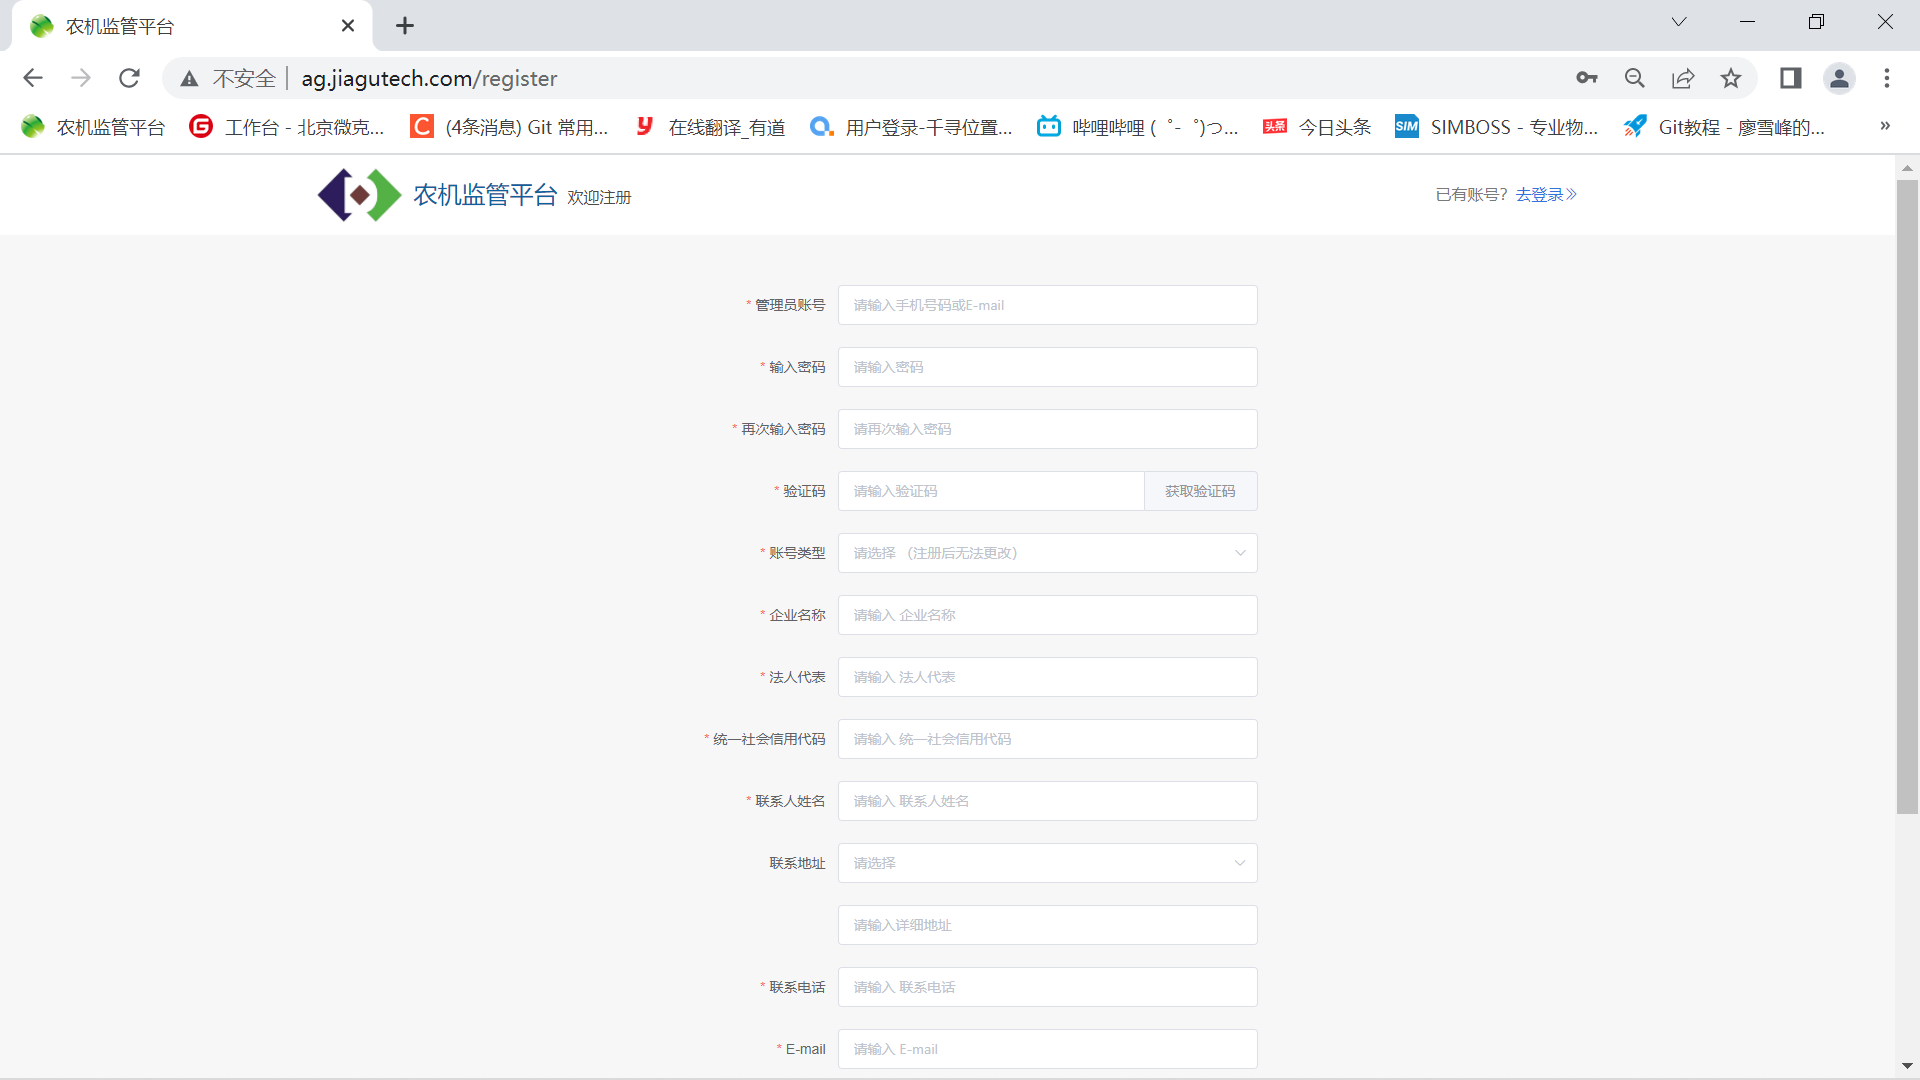 农机监管平台
不安全 ag.jiagutech.com/register
农机监管平台 工作台 - 北京微克... (4条消息) Git 常用... 在线翻译_有道 用户登录-千寻位置... 哔哩哔哩 ( ゜- ゜)つ... 头条 今日头条 SIM SIMBOSS - 专业物... Git教程 - 廖雪峰的... »
农机监管平台 欢迎注册 已有账号? 去登录»
* 管理员账号 请输入手机号码或E-mail
* 输入密码 请输入密码
* 再次输入密码 请再次输入密码
* 验证码 请输入验证码 获取验证码
* 账号类型 请选择 （注册后无法更改）
* 企业名称 请输入 企业名称
* 法人代表 请输入 法人代表
* 统一社会信用代码 请输入 统一社会信用代码
* 联系人姓名 请输入 联系人姓名
联系地址 请选择
请输入详细地址
* 联系电话 请输入 联系电话
* E-mail 请输入 E-mail